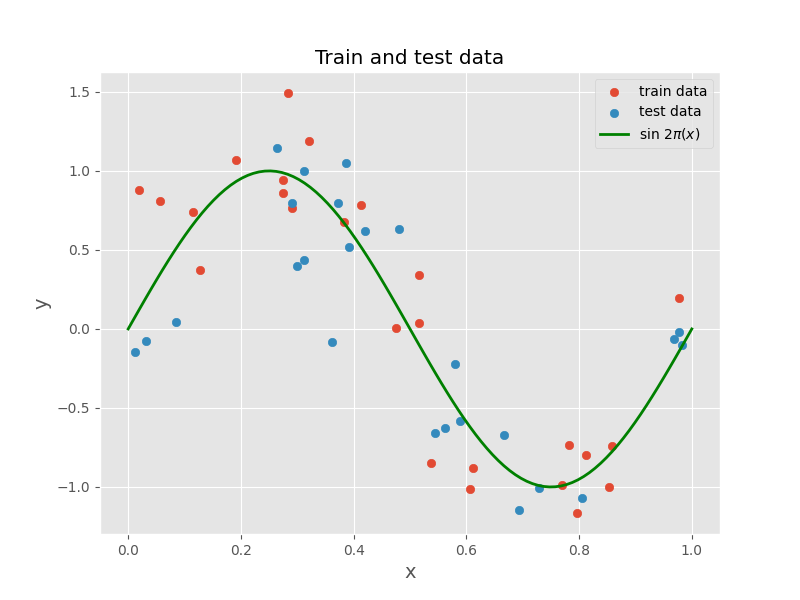 Train and test data
train data
test data
sin 2π(x)
1.5
1.0
0.5
0.0
−0.5
−1.0
y
0.0 0.2 0.4 0.6 0.8 1.0
x